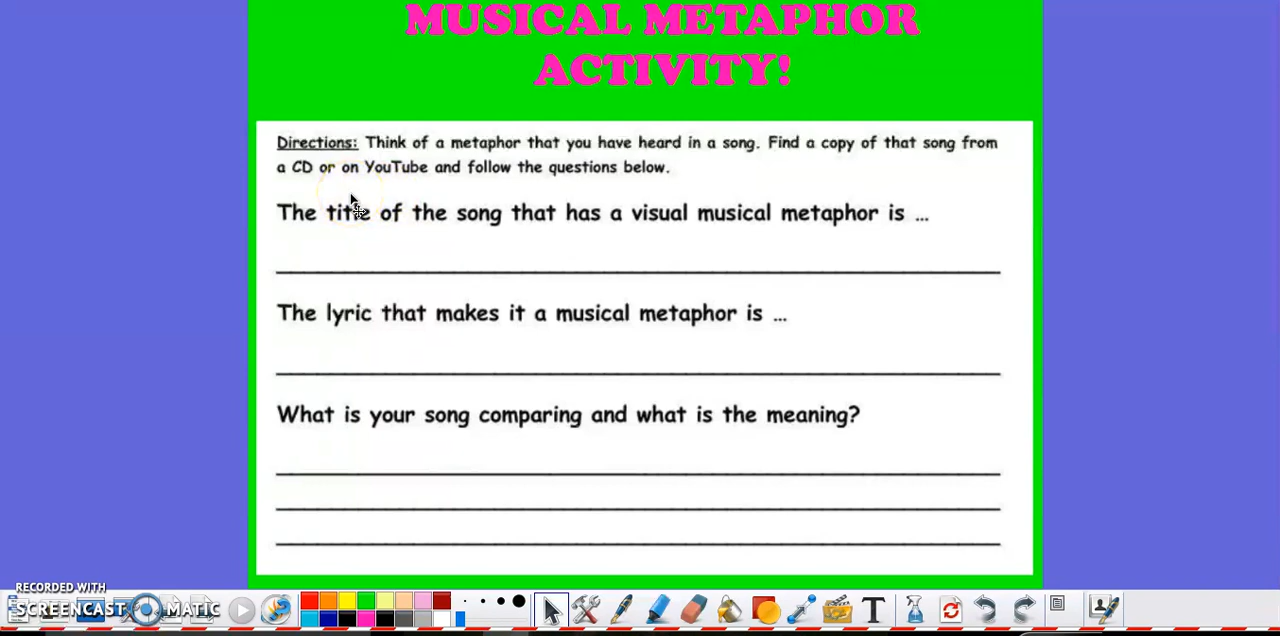 MUSICAL METAPHOR
ACTIVITY!
Directions: Think of a metaphor that you have heard in a song. Find a copy of that song from
a CD or on YouTube and follow the questions below.
The title of the song that has a visual musical metaphor is ...
The lyric that makes it a musical metaphor is ...
What is your song comparing and what is the meaning?
RECORDED WITH
SCREENCAST MATIC
T